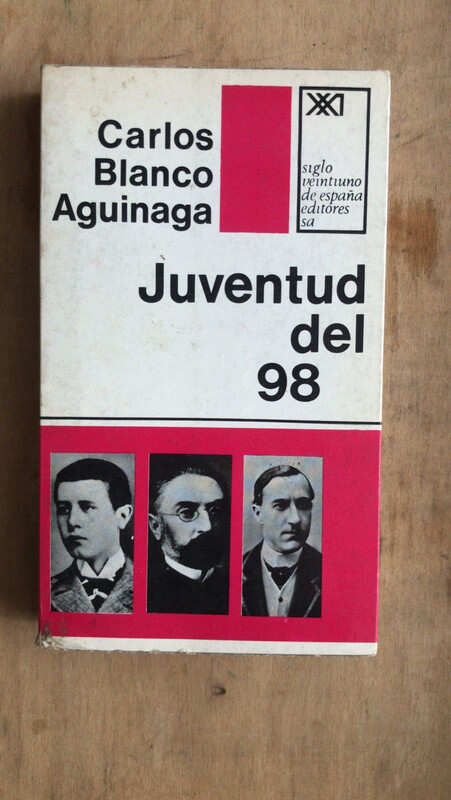 Carlos
Blanco
Aguinaga
XXI
siglo
veintiuno
de españa
editores
sa
Juventud
del
98